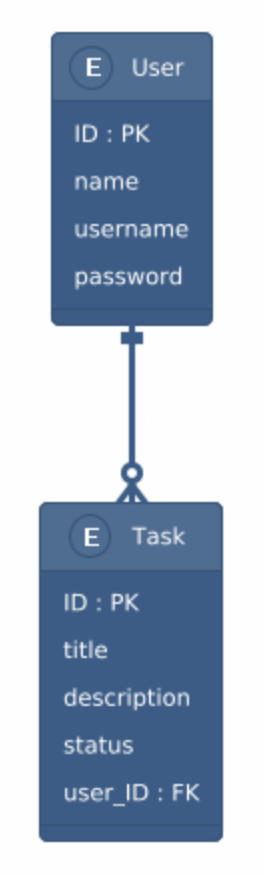 E User
ID : PK
name
username
password
E Task
ID : PK
title
description
status
user_ID : FK